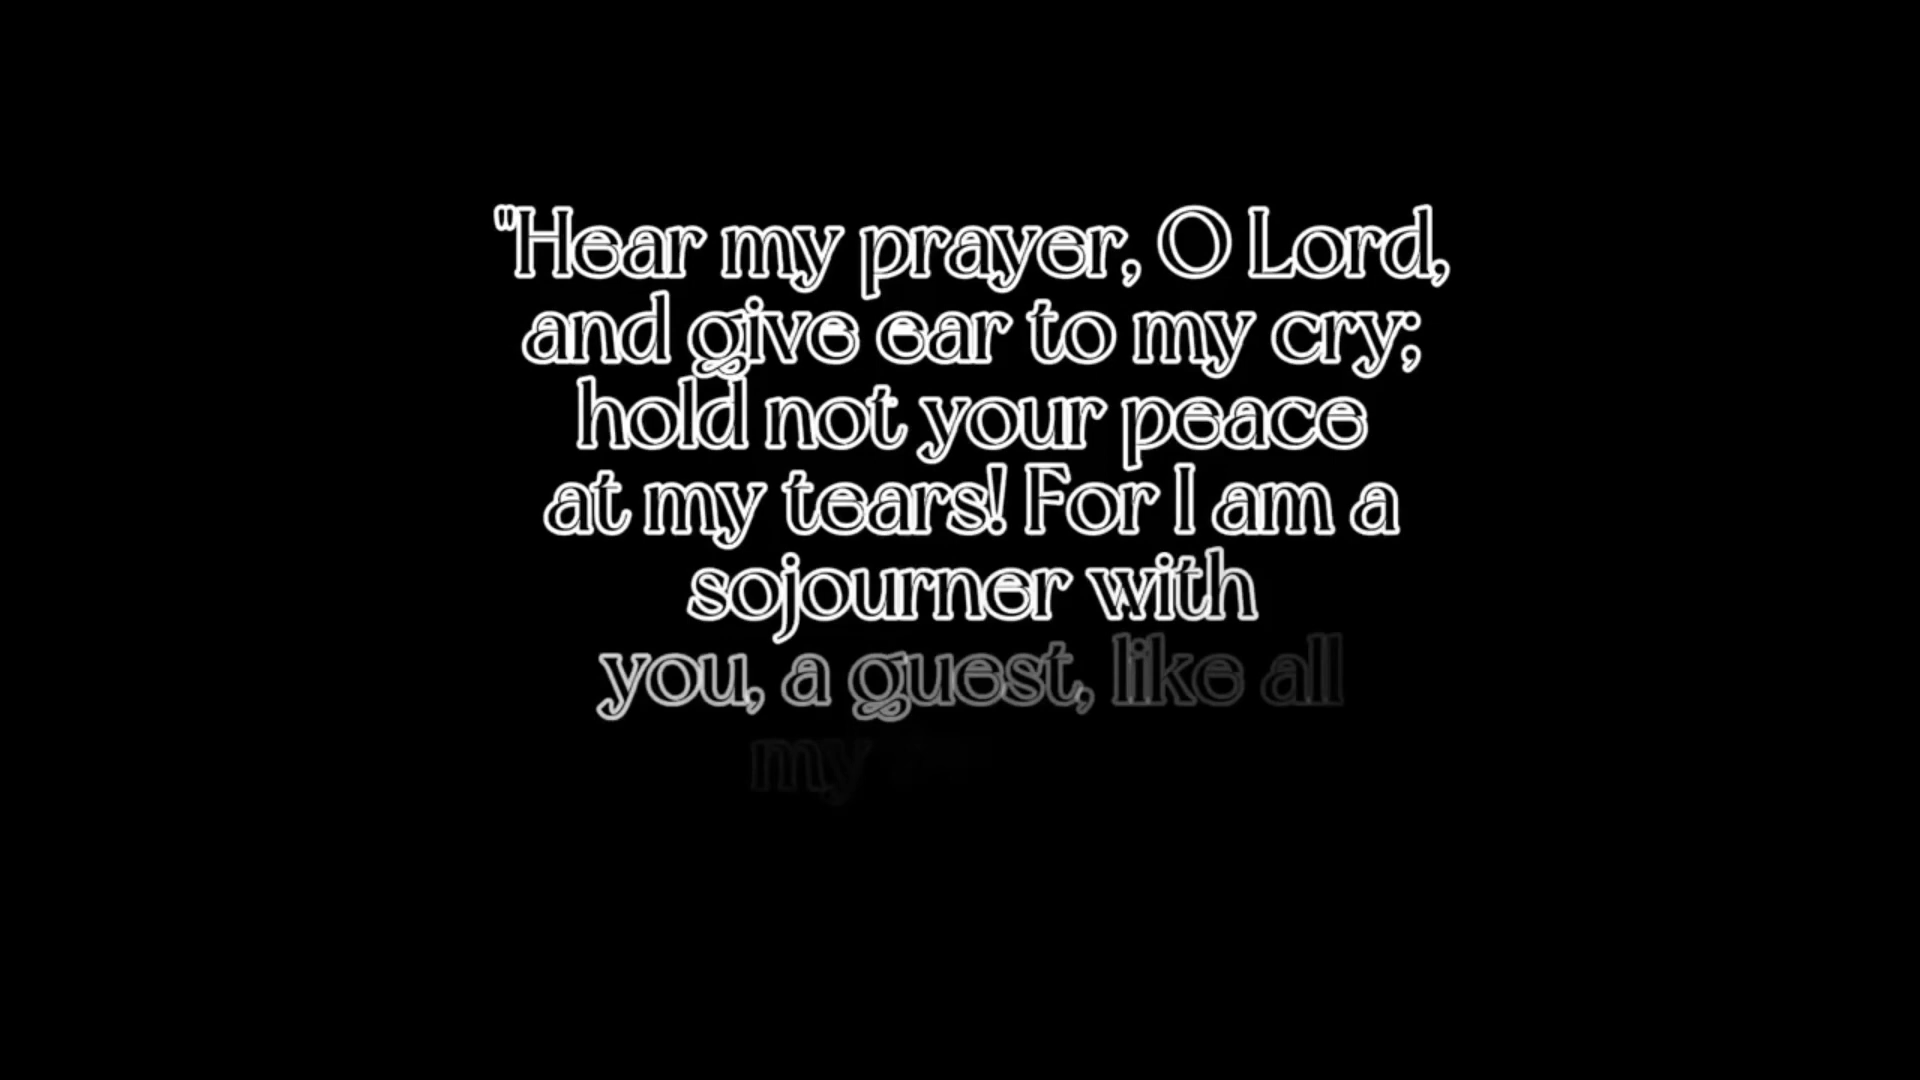 "Hear my prayer, O Lord,
and give ear to my cry;
hold not your peace
at my tears! For I am a
sojourner with
you, a guest, like all
my